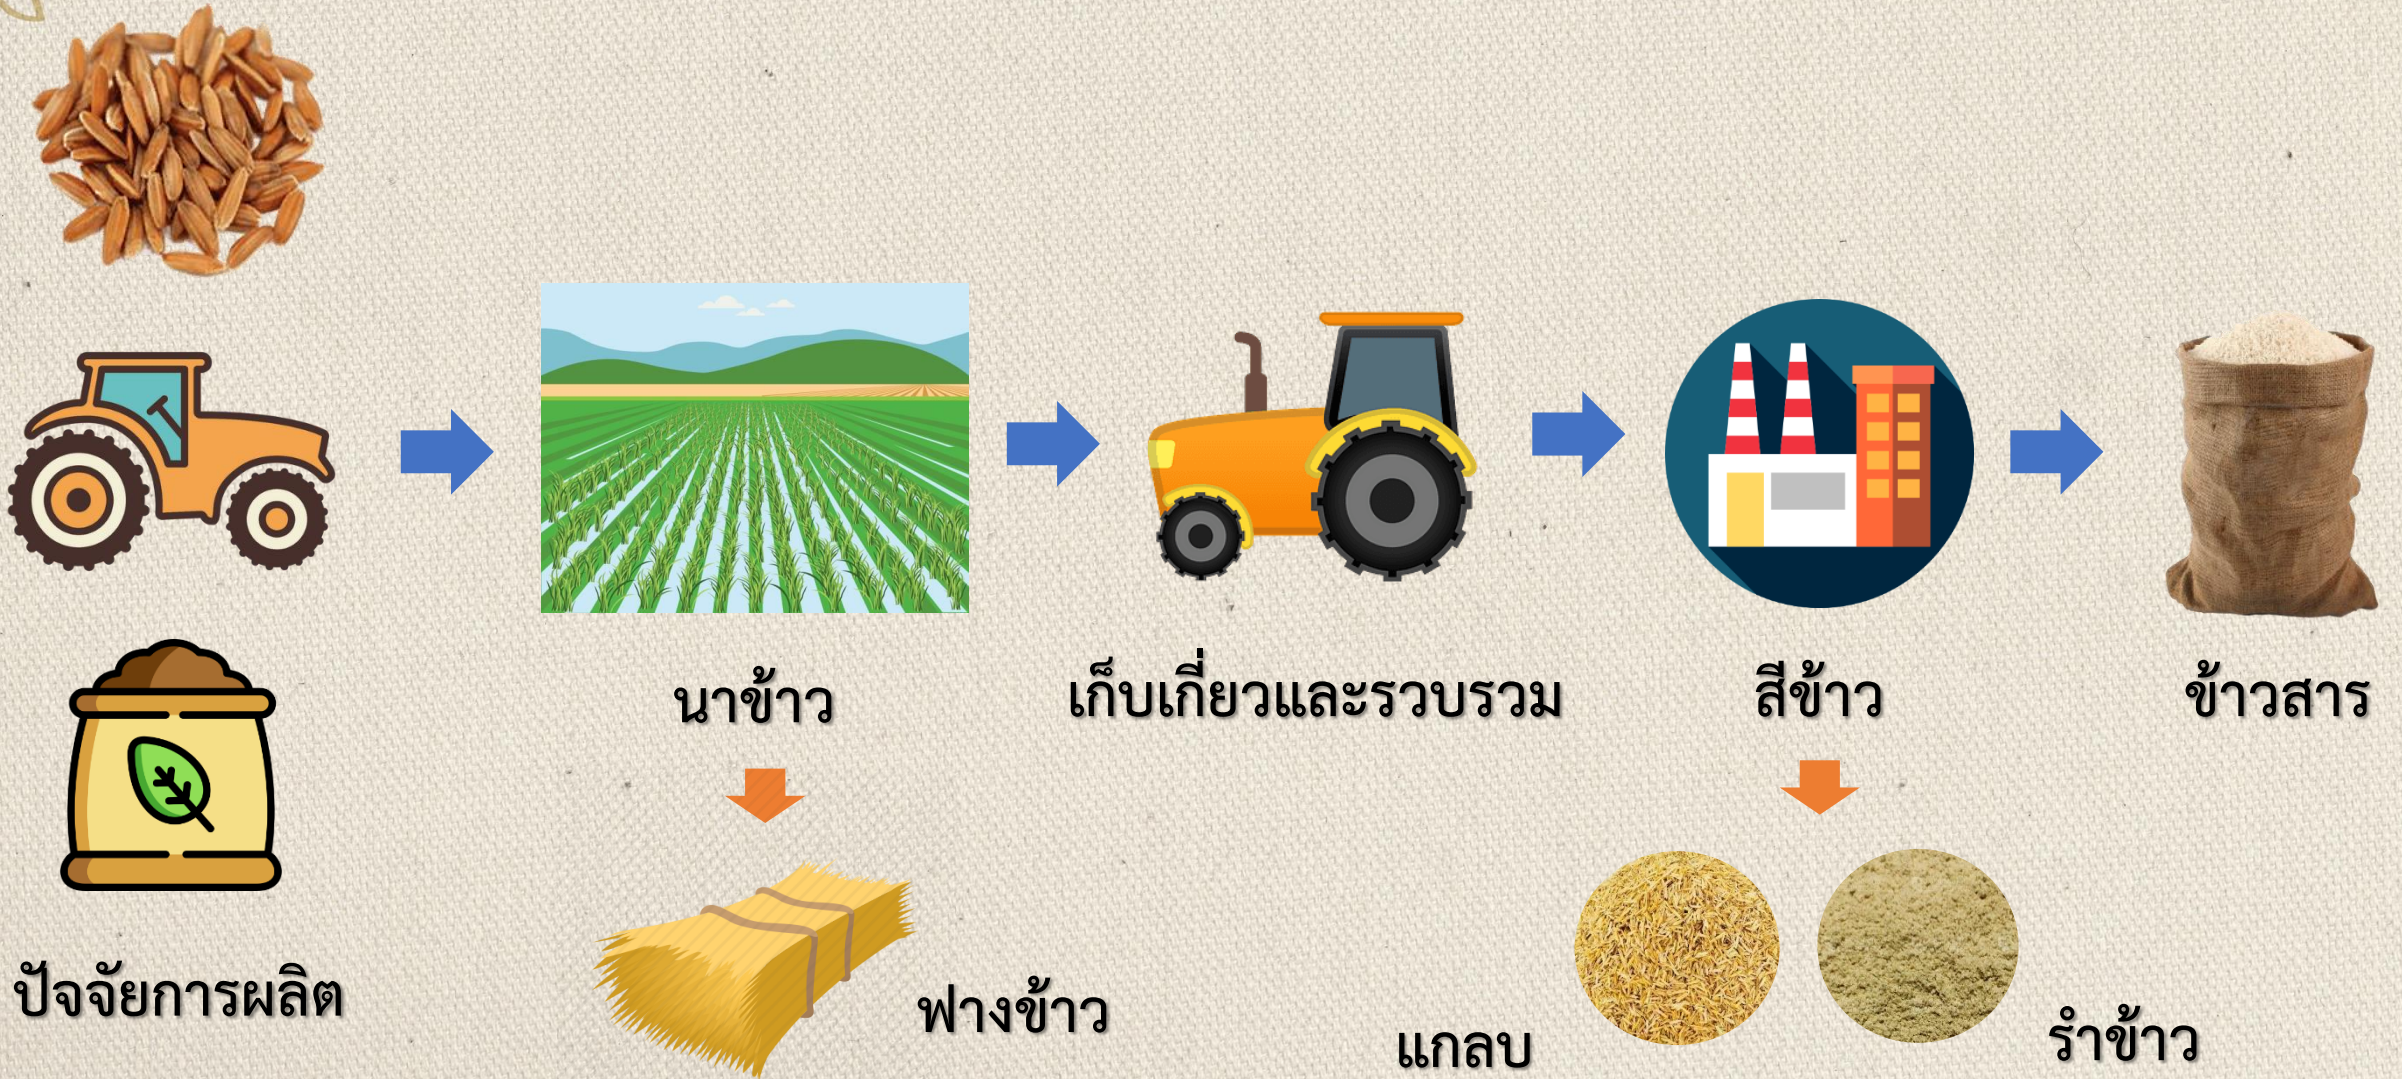 นาข้าว
เก็บเกี่ยวและรวบรวม
สีข้าว
ข้าวสาร
ปัจจัยการผลิต
ฟางข้าว
แกลบ
รำข้าว